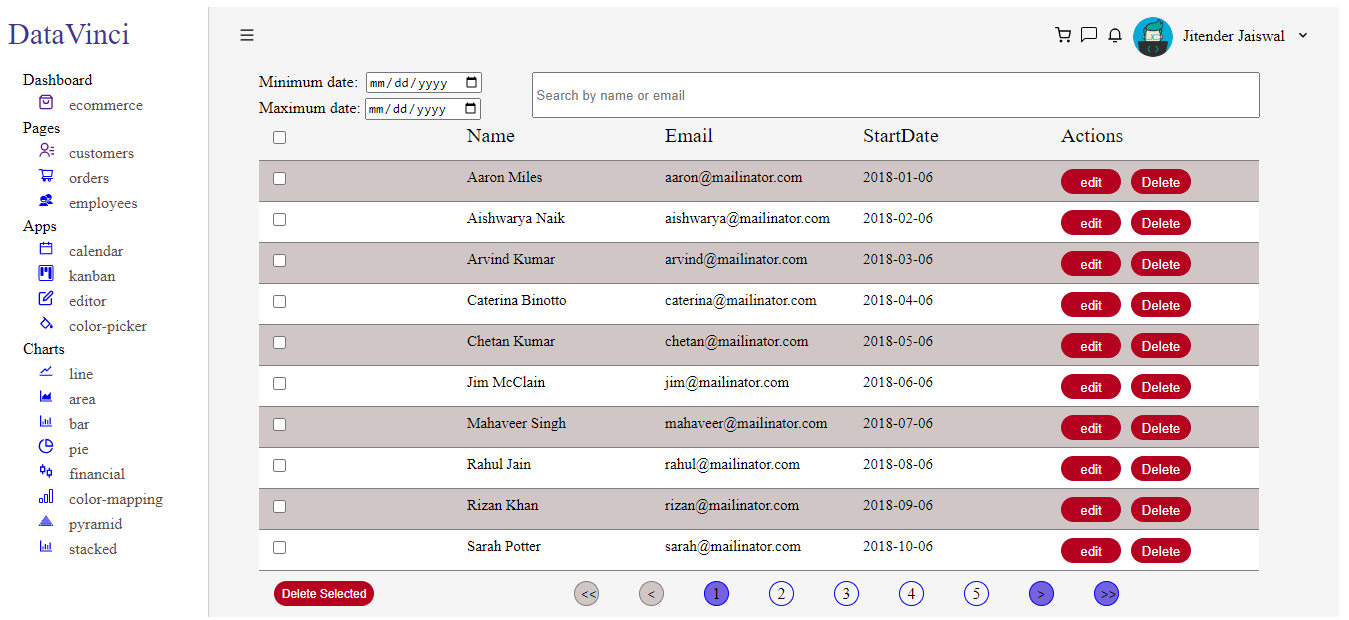 DataVinci
Dashboard
ecommerce
Pages
customers
orders
employees
Apps
calendar
kanban
editor
color-picker
Charts
line
area
bar
pie
financial
color-mapping
pyramid
stacked
Jitender Jaiswal
Minimum date: mm/dd/yyyy
Maximum date: mm/dd/yyyy
Search by name or email
Name Email StartDate Actions
Aaron Miles aaron@mailinator.com 2018-01-06 edit Delete
Aishwarya Naik aishwarya@mailinator.com 2018-02-06 edit Delete
Arvind Kumar arvind@mailinator.com 2018-03-06 edit Delete
Caterina Binotto caterina@mailinator.com 2018-04-06 edit Delete
Chetan Kumar chetan@mailinator.com 2018-05-06 edit Delete
Jim McClain jim@mailinator.com 2018-06-06 edit Delete
Mahaveer Singh mahaveer@mailinator.com 2018-07-06 edit Delete
Rahul Jain rahul@mailinator.com 2018-08-06 edit Delete
Rizan Khan rizan@mailinator.com 2018-09-06 edit Delete
Sarah Potter sarah@mailinator.com 2018-10-06 edit Delete
Delete Selected << < 1 2 3 4 5 > >>